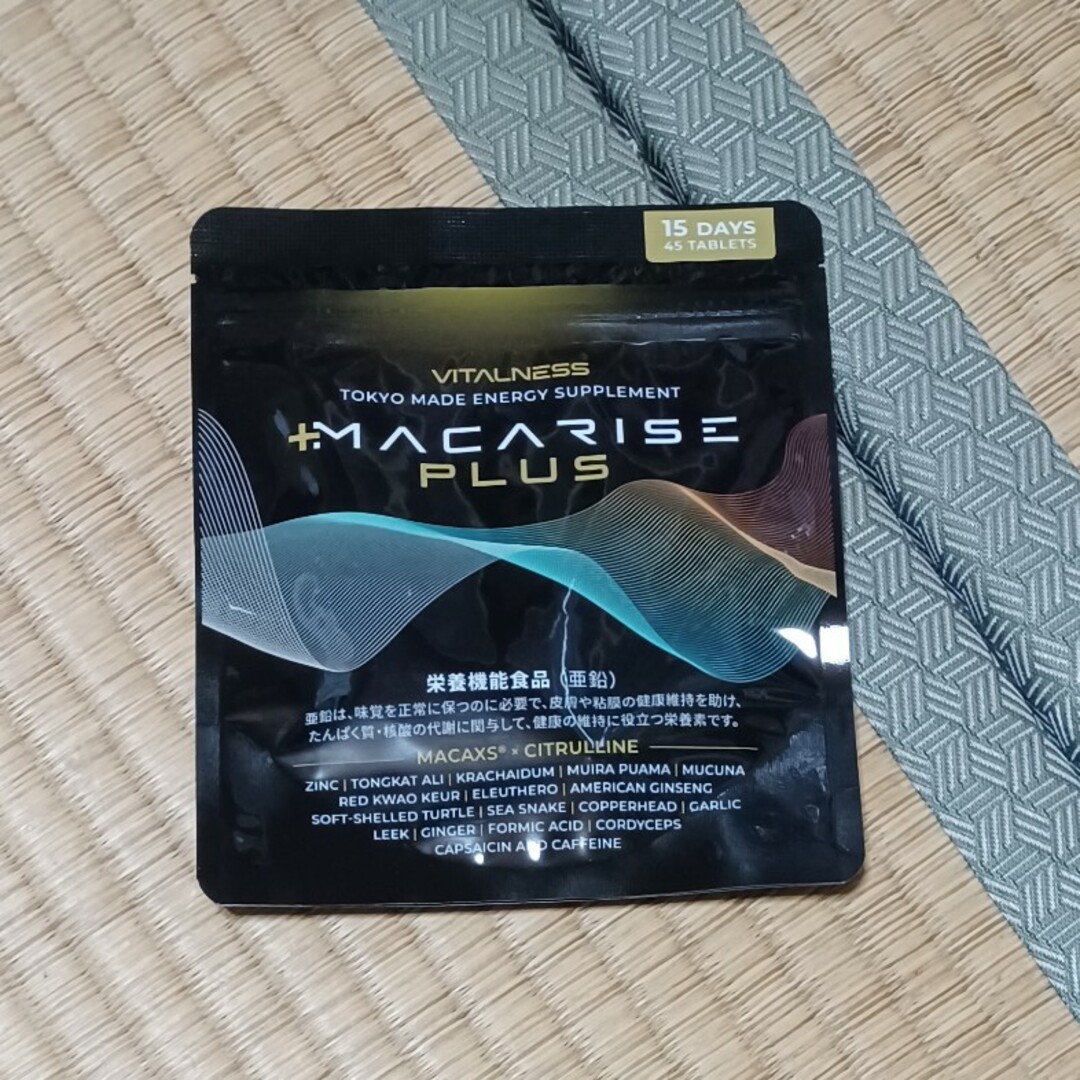 15 DAYS
45 TABLETS
VITALNESS®
TOKYO MADE ENERGY SUPPLEMENT
+MACARISE
PLUS
栄養機能食品（亜鉛）
亜鉛は、味覚を正常に保つのに必要で、皮膚や粘膜の健康維持を助け、
たんぱく質・核酸の代謝に関与して、健康の維持に役立つ栄養素です。
MACAXS® × CITRULLINE
ZINC | TONGKAT ALI | KRACHAIDUM | MUIRA PUAMA | MUCUNA
RED KWAO KEUR | ELEUTHERO | AMERICAN GINSENG
SOFT-SHELLED TURTLE | SEA SNAKE | COPPERHEAD | GARLIC
LEEK | GINGER | FORMIC ACID | CORDYCEPS
CAPSAICIN AND CAFFEINE